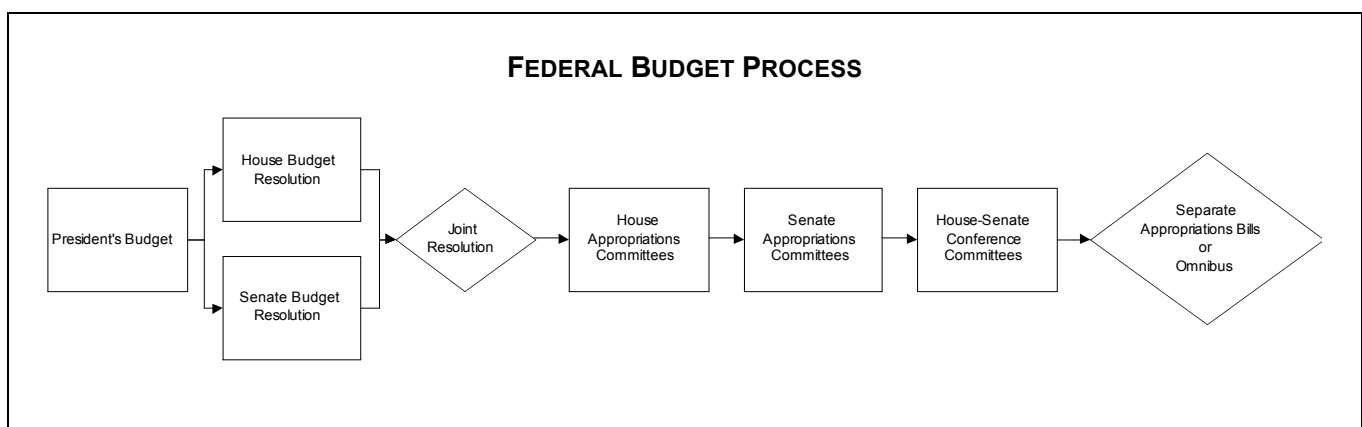 FEDERAL BUDGET PROCESS
President's Budget
House Budget
Resolution
Senate Budget
Resolution
Joint
Resolution
House
Appropriations
Committees
Senate
Appropriations
Committees
House-Senate
Conference
Committees
Separate
Appropriations Bills
or
Omnibus